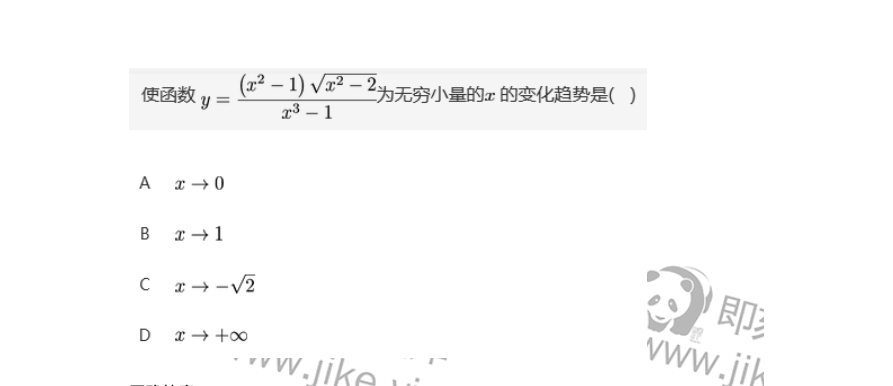 使函数 y = (x² − 1) √(x² − 2) / (x³ − 1) 为无穷小量的x 的变化趋势是( )
A x → 0
B x → 1
C x → −√2
D x → +∞
即
www.jik
www.jike